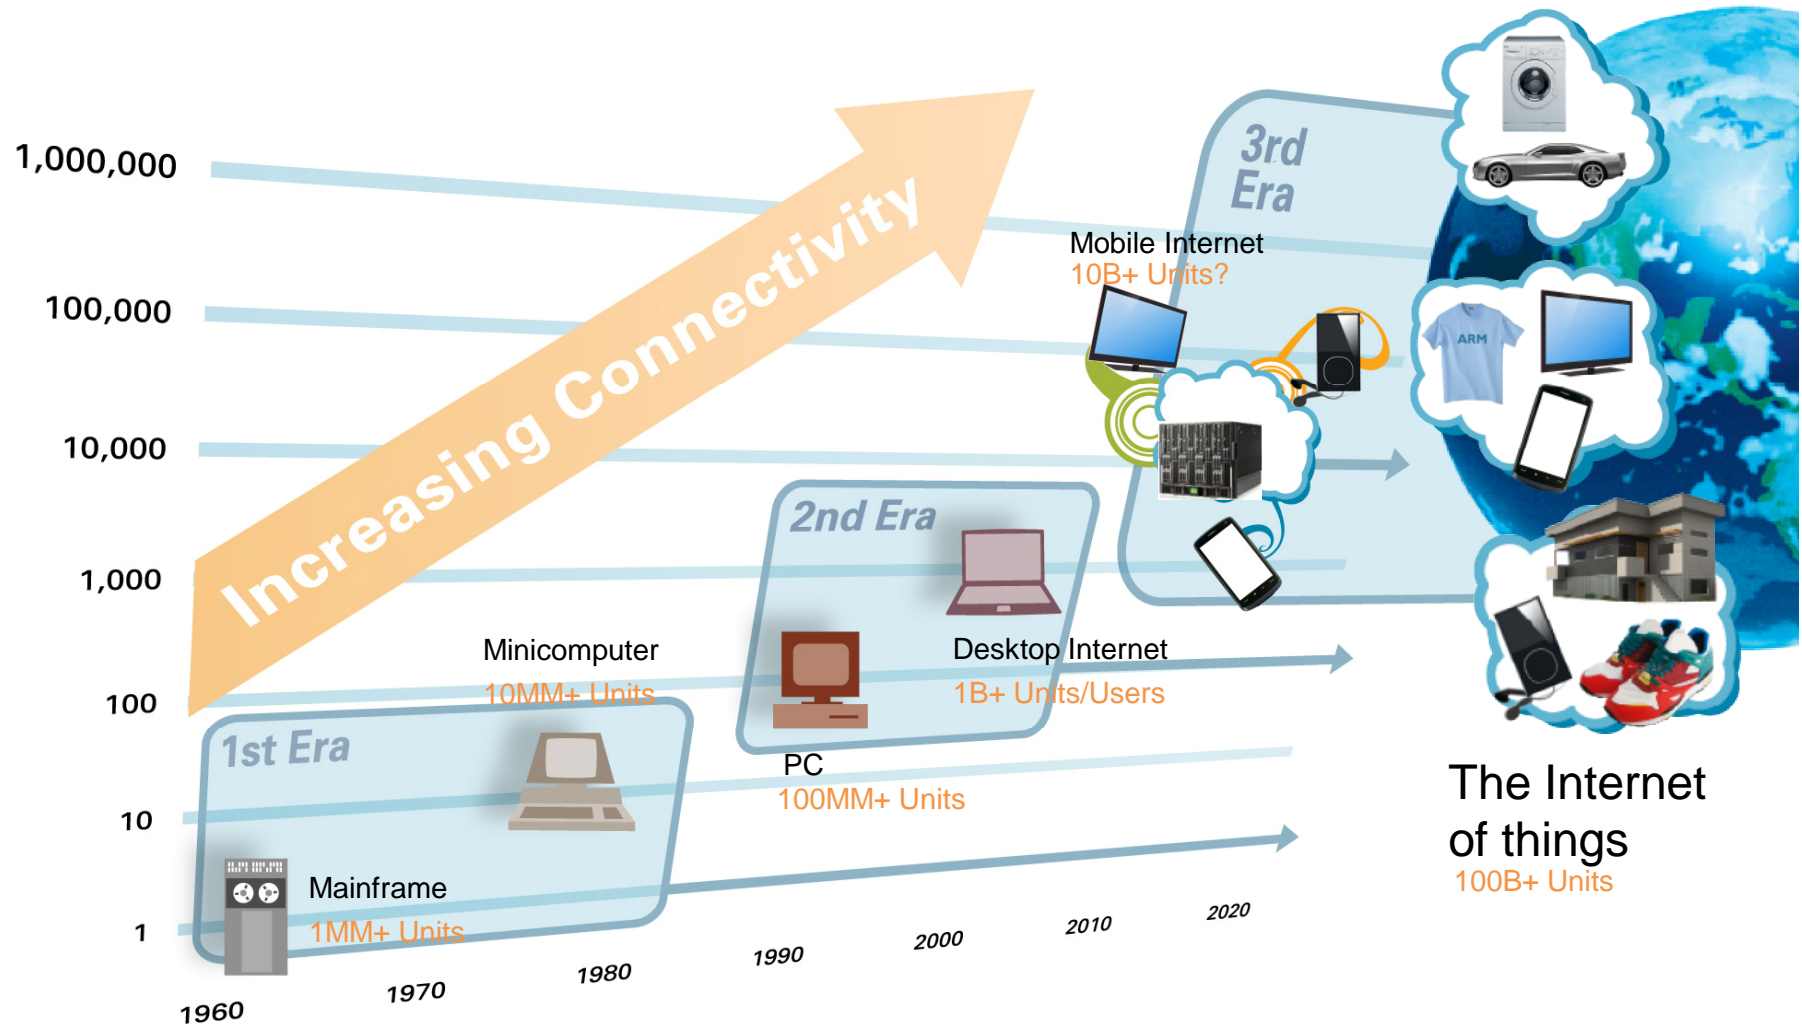 1,000,000
100,000
10,000
1,000
100
10
1
Increasing Connectivity
1st Era
Mainframe
1MM+ Units
Minicomputer
10MM+ Units
2nd Era
PC
100MM+ Units
Desktop Internet
1B+ Units/Users
3rd
Era
Mobile Internet
10B+ Units?
ARM
The Internet
of things
100B+ Units
1960
1970
1980
1990
2000
2010
2020